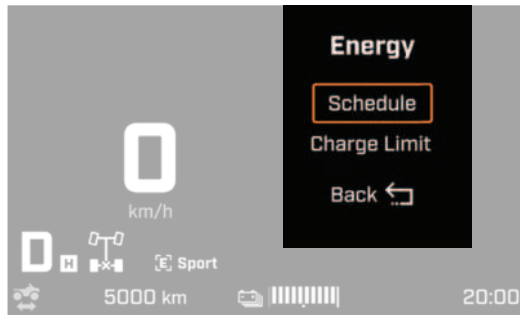 Energy
Schedule
Charge Limit
Back
0
km/h
D H [E] Sport
5000 km
20:00